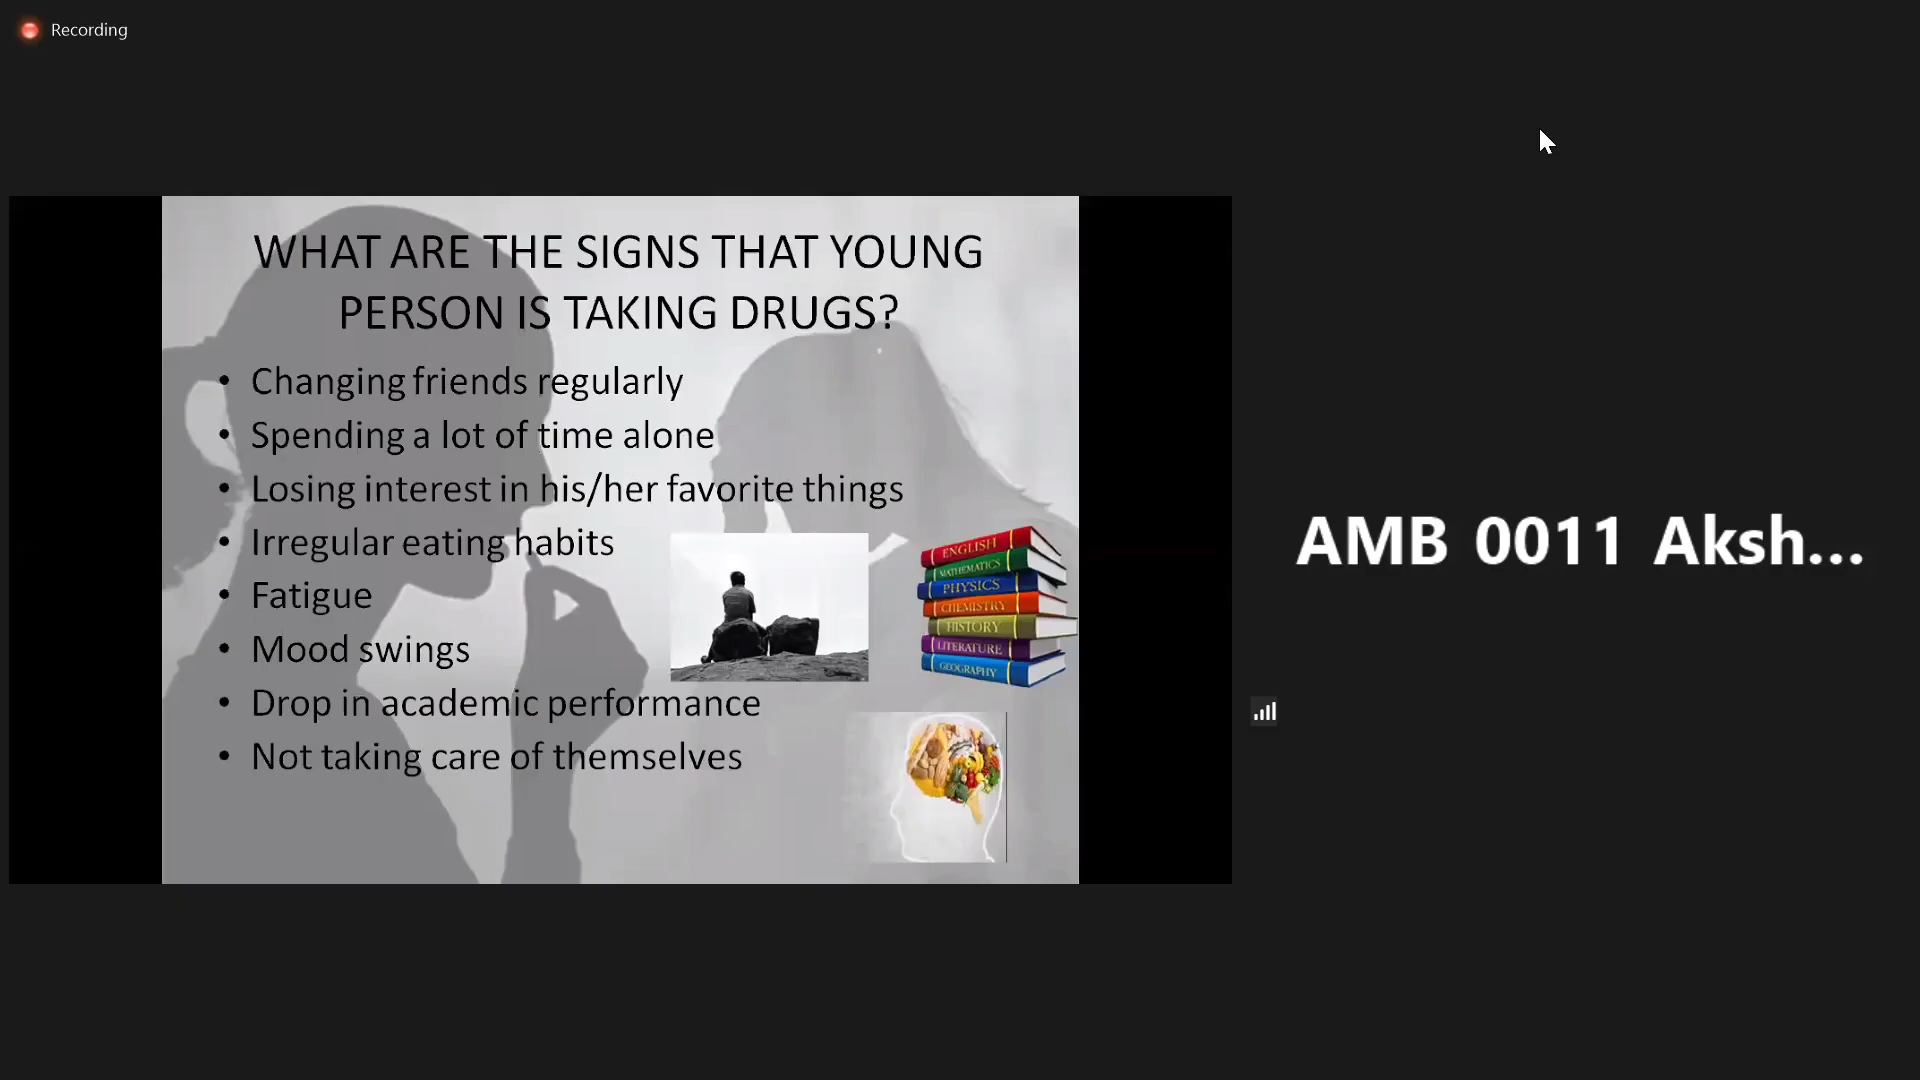 Recording
WHAT ARE THE SIGNS THAT YOUNG
PERSON IS TAKING DRUGS?
• Changing friends regularly
• Spending a lot of time alone
• Losing interest in his/her favorite things
• Irregular eating habits
• Fatigue
• Mood swings
• Drop in academic performance
• Not taking care of themselves
ENGLISH
MATHEMATICS
PHYSICS
CHEMISTRY
HISTORY
LITERATURE
GEOGRAPHY
AMB 0011 Aksh...